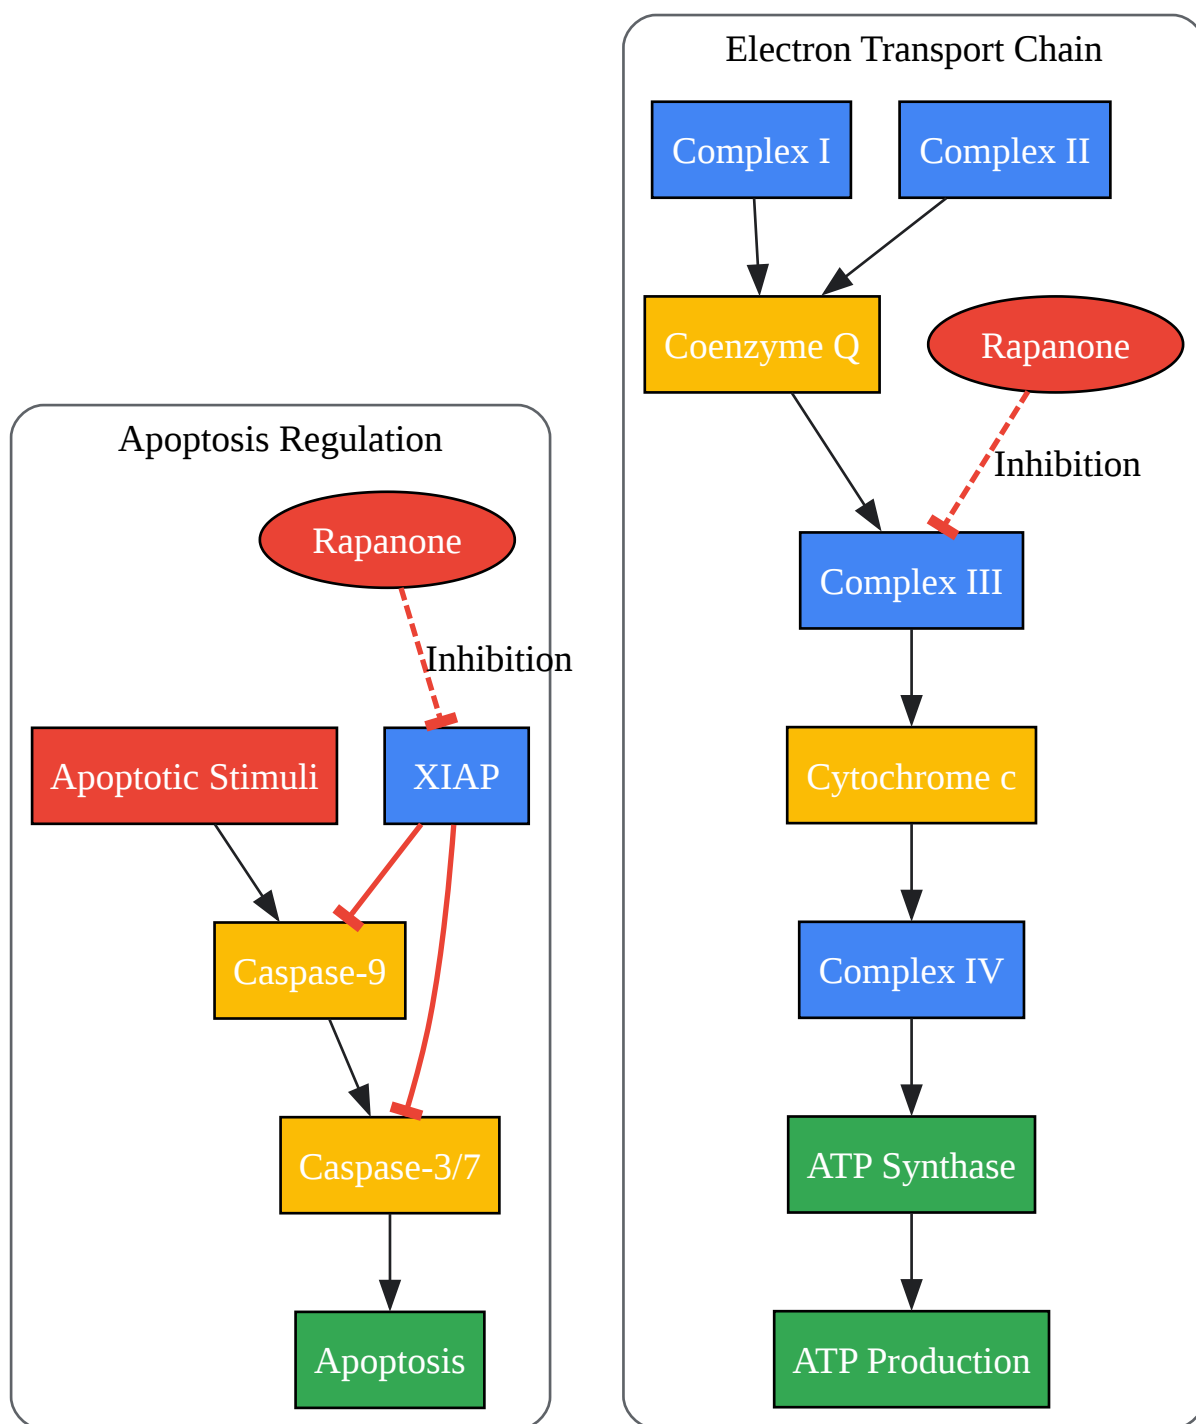 Electron Transport Chain
Complex I
Complex II
Coenzyme Q
Rapanone
Inhibition
Complex III
Cytochrome c
Complex IV
ATP Synthase
ATP Production
Apoptosis Regulation
Rapanone
Inhibition
Apoptotic Stimuli
XIAP
Caspase-9
Caspase-3/7
Apoptosis